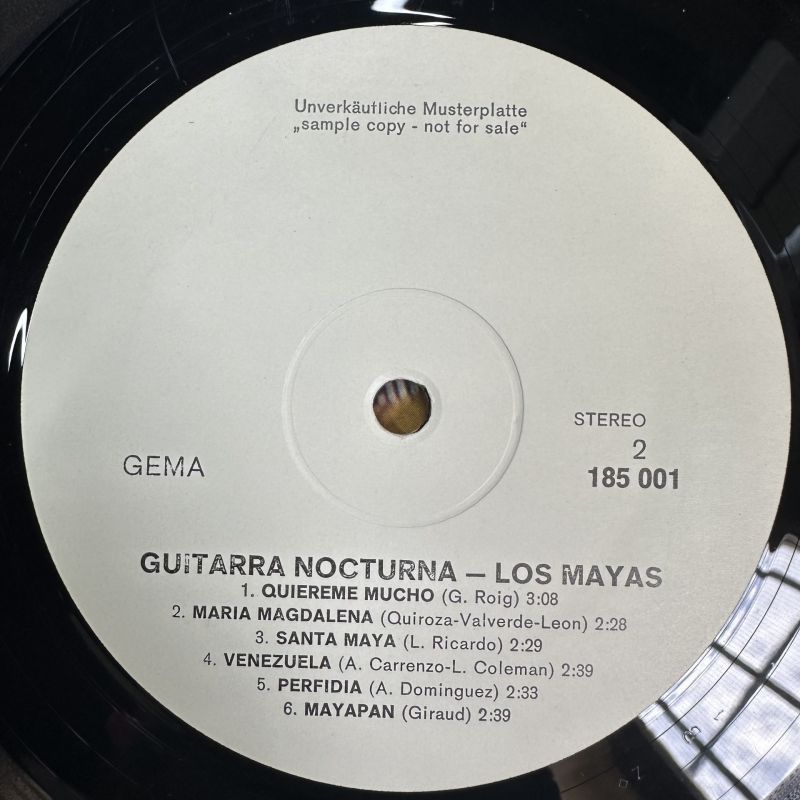 Unverkäufliche Musterplatte
„sample copy - not for sale“
STEREO
2
GEMA
185 001
GUITARRA NOCTURNA — LOS MAYAS
1. QUIEREME MUCHO (G. Roig) 3:08
2. MARIA MAGDALENA (Quiroza-Valverde-Leon) 2:28
3. SANTA MAYA (L. Ricardo) 2:29
4. VENEZUELA (A. Carrenzo-L. Coleman) 2:39
5. PERFIDIA (A. Dominguez) 2:33
6. MAYAPAN (Giraud) 2:39